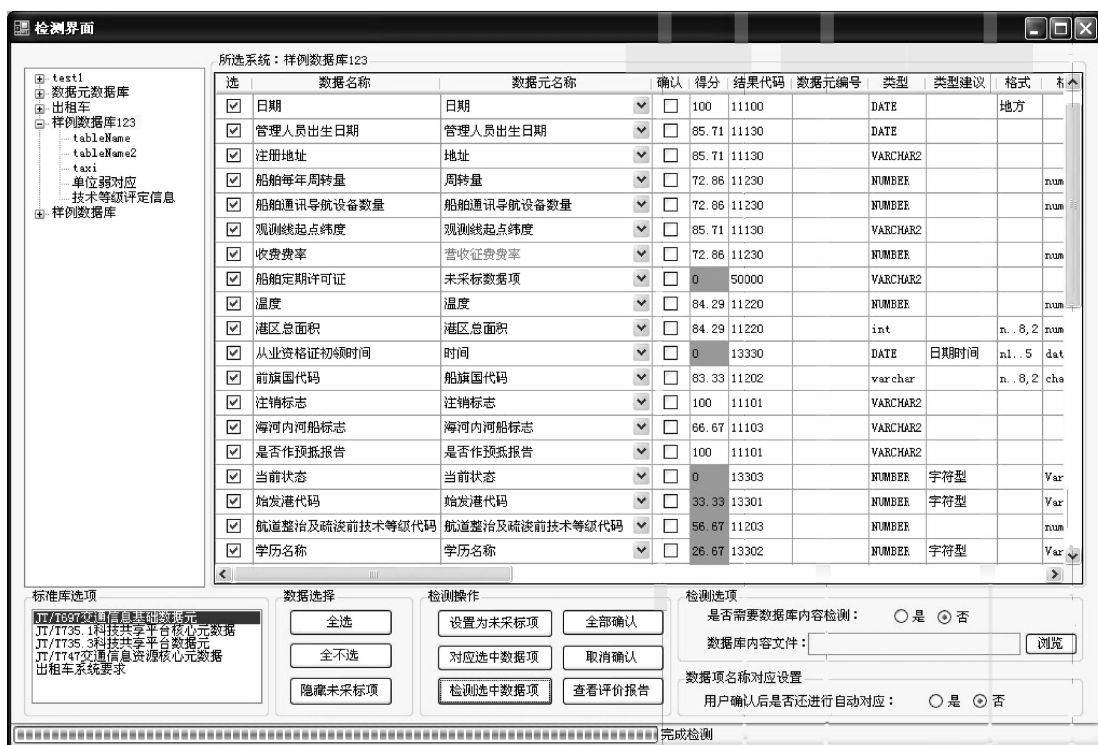 检测界面
所选系统：样例数据库123
test1
数据元数据库
出租车
样例数据库123
tableName
tableName2
taxi
单位弱对应
技术等级评定信息
样例数据库
选 数据名称 数据元名称 确认 得分 结果代码 数据元编号 类型 类型建议 格式
日期 日期 100 11100 DATE 地方
管理人员出生日期 管理人员出生日期 85.71 11130 DATE
注册地址 地址 85.71 11130 VARCHAR2
船舶每年周转量 周转量 72.86 11230 NUMBER num
船舶通讯导航设备数量 船舶通讯导航设备数量 72.86 11230 NUMBER num
观测线起点纬度 观测线起点纬度 85.71 11130 VARCHAR2
收费费率 营收征费费率 72.86 11230 NUMBER num
船舶定期许可证 未采标数据项 0 50000 VARCHAR2
温度 温度 84.29 11220 NUMBER num
港区总面积 港区总面积 84.29 11220 int n..8,2 num
从业资格证初领时间 时间 0 13330 DATE 日期时间 n1..5 dat
前旗国代码 船旗国代码 83.33 11202 varchar n..8,2 cha
注销标志 注销标志 100 11101 VARCHAR2
海河内河船标志 海河内河船标志 66.67 11103 VARCHAR2
是否作预抵报告 是否作预抵报告 100 11101 VARCHAR2
当前状态 当前状态 0 13303 NUMBER 字符型 Var
始发港代码 始发港代码 33.33 13301 NUMBER 字符型 Var
航道整治及疏浚前技术等级代码 航道整治及疏浚前技术等级代码 56.67 11203 NUMBER num
学历名称 学历名称 26.67 13302 NUMBER 字符型 Var
标准库选项
JT/T697交通信息基础数据元
JT/T735.1科技共享平台核心元数据
JT/T735.3科技共享平台数据元
JT/T747交通信息资源核心元数据
出租车系统要求
数据选择
全选
全不选
隐藏未采标项
检测操作
设置为未采标项 全部确认
对应选中数据项 取消确认
检测选中数据项 查看评价报告
检测选项
是否需要数据库内容检测： 是 否
数据库内容文件： 浏览
数据项名称对应设置
用户确认后是否还进行自动对应： 是 否
完成检测